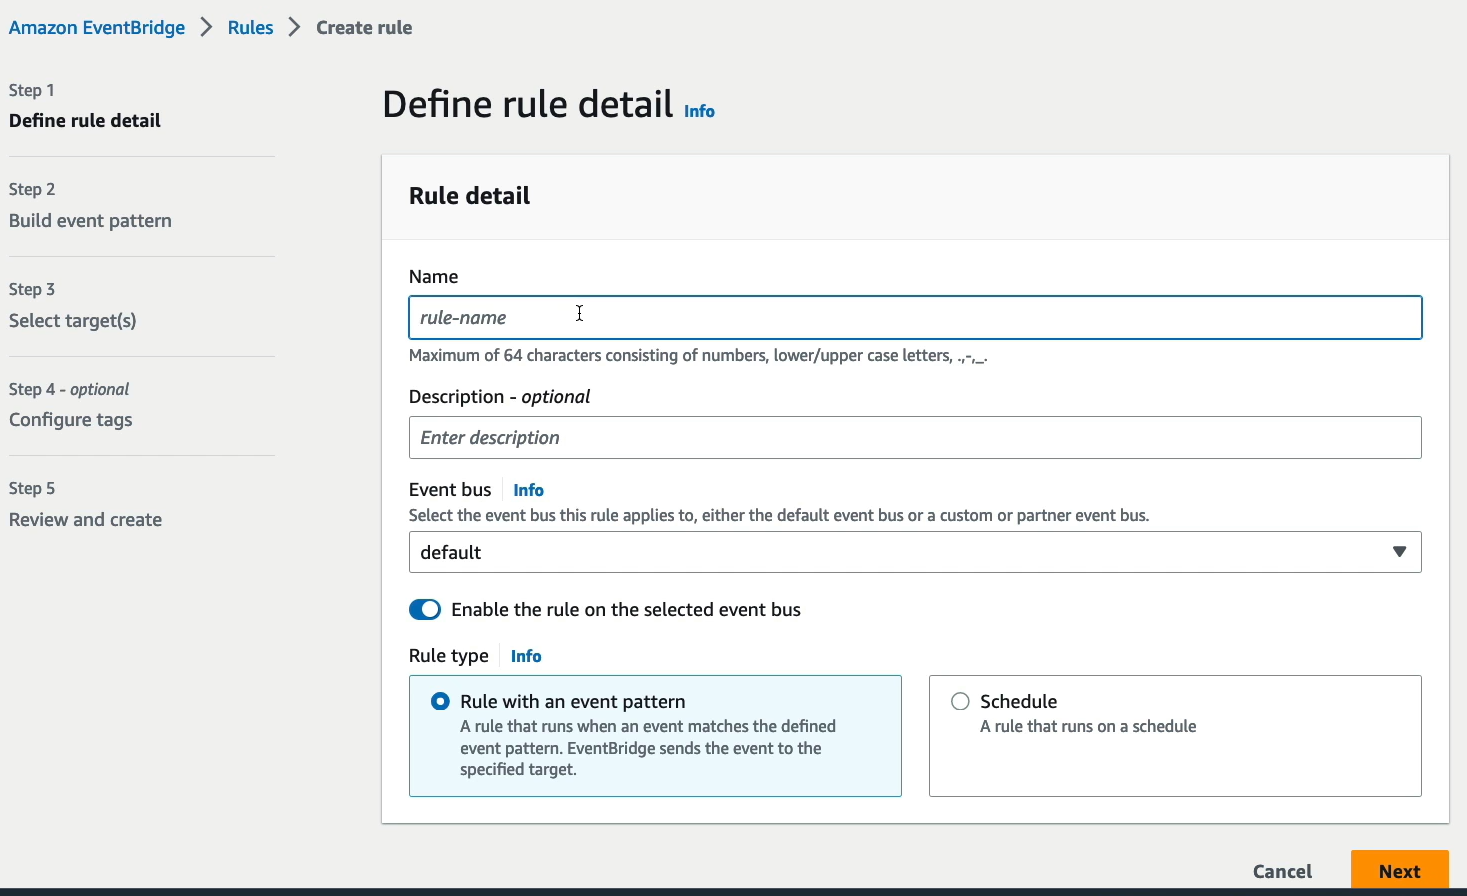 Amazon EventBridge > Rules > Create rule
Step 1
Define rule detail
Step 2
Build event pattern
Step 3
Select target(s)
Step 4 - optional
Configure tags
Step 5
Review and create
Define rule detail Info
Rule detail
Name
rule-name
Maximum of 64 characters consisting of numbers, lower/upper case letters, .,-,_.
Description - optional
Enter description
Event bus Info
Select the event bus this rule applies to, either the default event bus or a custom or partner event bus.
default
Enable the rule on the selected event bus
Rule type Info
Rule with an event pattern
A rule that runs when an event matches the defined
event pattern. EventBridge sends the event to the
specified target.
Schedule
A rule that runs on a schedule
Cancel Next